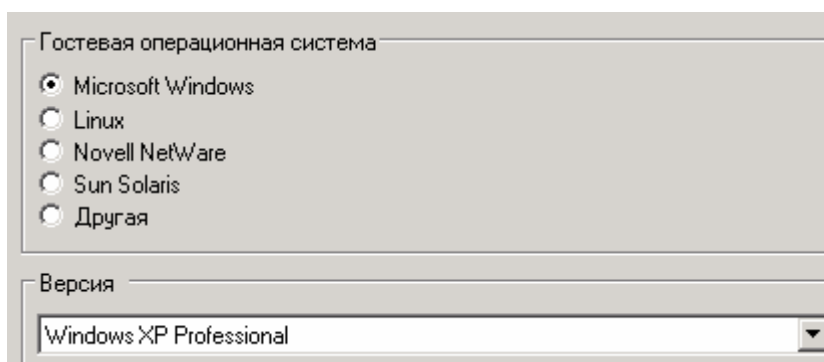 Гостевая операционная система
Microsoft Windows
Linux
Novell NetWare
Sun Solaris
Другая
Версия
Windows XP Professional